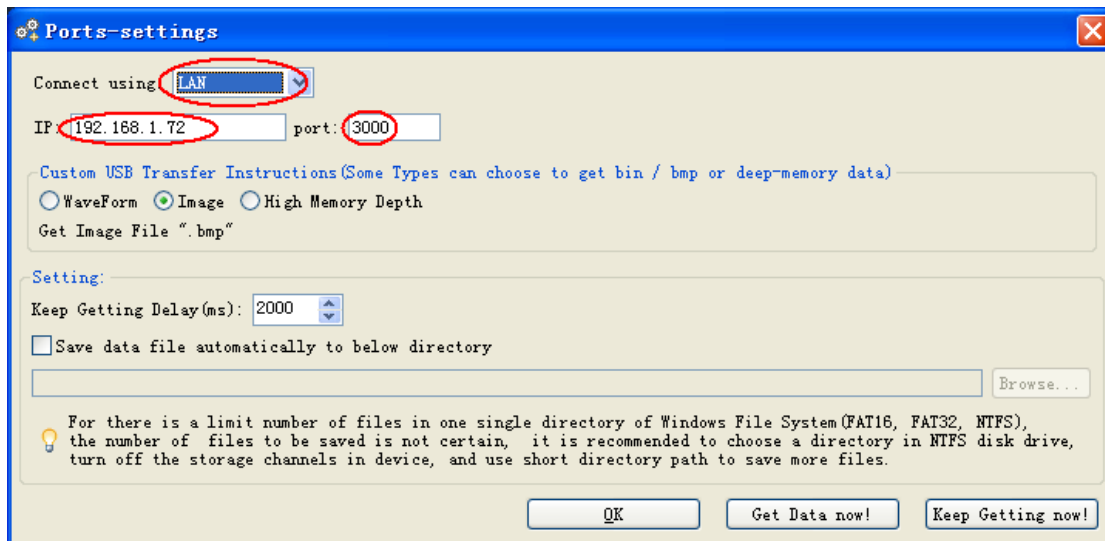 Ports-settings
Connect using: LAN
IP: 192.168.1.72 port: 3000
Custom USB Transfer Instructions(Some Types can choose to get bin / bmp or deep-memory data)
WaveForm Image High Memory Depth
Get Image File ".bmp"
Setting:
Keep Getting Delay(ms): 2000
Save data file automatically to below directory
Browse...
For there is a limit number of files in one single directory of Windows File System(FAT16, FAT32, NTFS),
the number of files to be saved is not certain, it is recommended to choose a directory in NTFS disk drive,
turn off the storage channels in device, and use short directory path to save more files.
OK Get Data now! Keep Getting now!